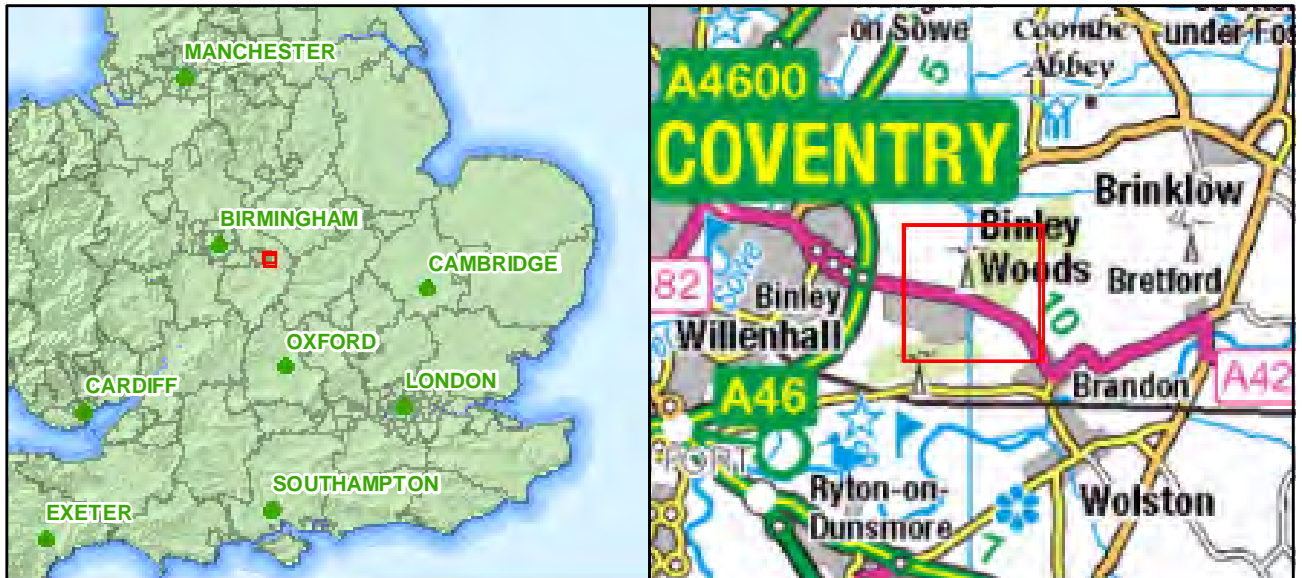 MANCHESTER
BIRMINGHAM
CAMBRIDGE
OXFORD
CARDIFF
LONDON
SOUTHAMPTON
EXETER
on Sowe
Coombe
Abbey
under-Fos
5
A4600
COVENTRY
Brinklow
Binley
Woods
Bretford
82
Sowe
Binley
Willenhall
10
Brandon
A42
A46
Ryton-on-
Dunsmore
Wolston
7